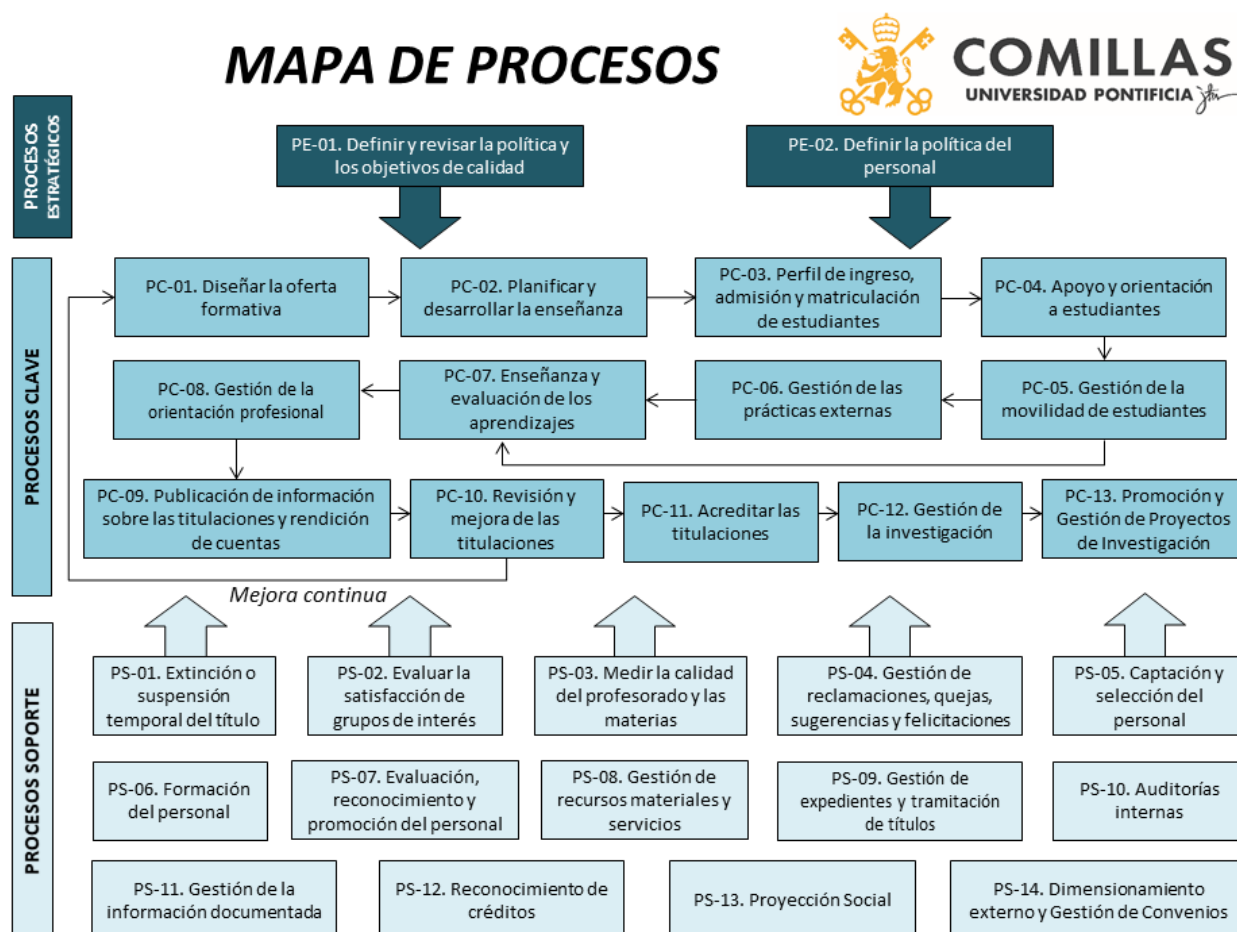 MAPA DE PROCESOS
COMILLAS
UNIVERSIDAD PONTIFICIA
PROCESOS
ESTRATÉGICOS
PE-01. Definir y revisar la política y
los objetivos de calidad
PE-02. Definir la política del
personal
PROCESOS CLAVE
PC-01. Diseñar la oferta
formativa
PC-02. Planificar y
desarrollar la enseñanza
PC-03. Perfil de ingreso,
admisión y matriculación
de estudiantes
PC-04. Apoyo y orientación
a estudiantes
PC-08. Gestión de la
orientación profesional
PC-07. Enseñanza y
evaluación de los
aprendizajes
PC-06. Gestión de las
prácticas externas
PC-05. Gestión de la
movilidad de estudiantes
PC-09. Publicación de información
sobre las titulaciones y rendición
de cuentas
PC-10. Revisión y
mejora de las
titulaciones
PC-11. Acreditar las
titulaciones
PC-12. Gestión de
la investigación
PC-13. Promoción y
Gestión de Proyectos
de Investigación
Mejora continua
PROCESOS SOPORTE
PS-01. Extinción o
suspensión
temporal del título
PS-02. Evaluar la
satisfacción de
grupos de interés
PS-03. Medir la calidad
del profesorado y las
materias
PS-04. Gestión de
reclamaciones, quejas,
sugerencias y felicitaciones
PS-05. Captación y
selección del
personal
PS-06. Formación
del personal
PS-07. Evaluación,
reconocimiento y
promoción del personal
PS-08. Gestión de
recursos materiales y
servicios
PS-09. Gestión de
expedientes y tramitación
de títulos
PS-10. Auditorías
internas
PS-11. Gestión de la
información documentada
PS-12. Reconocimiento de
créditos
PS-13. Proyección Social
PS-14. Dimensionamiento
externo y Gestión de Convenios